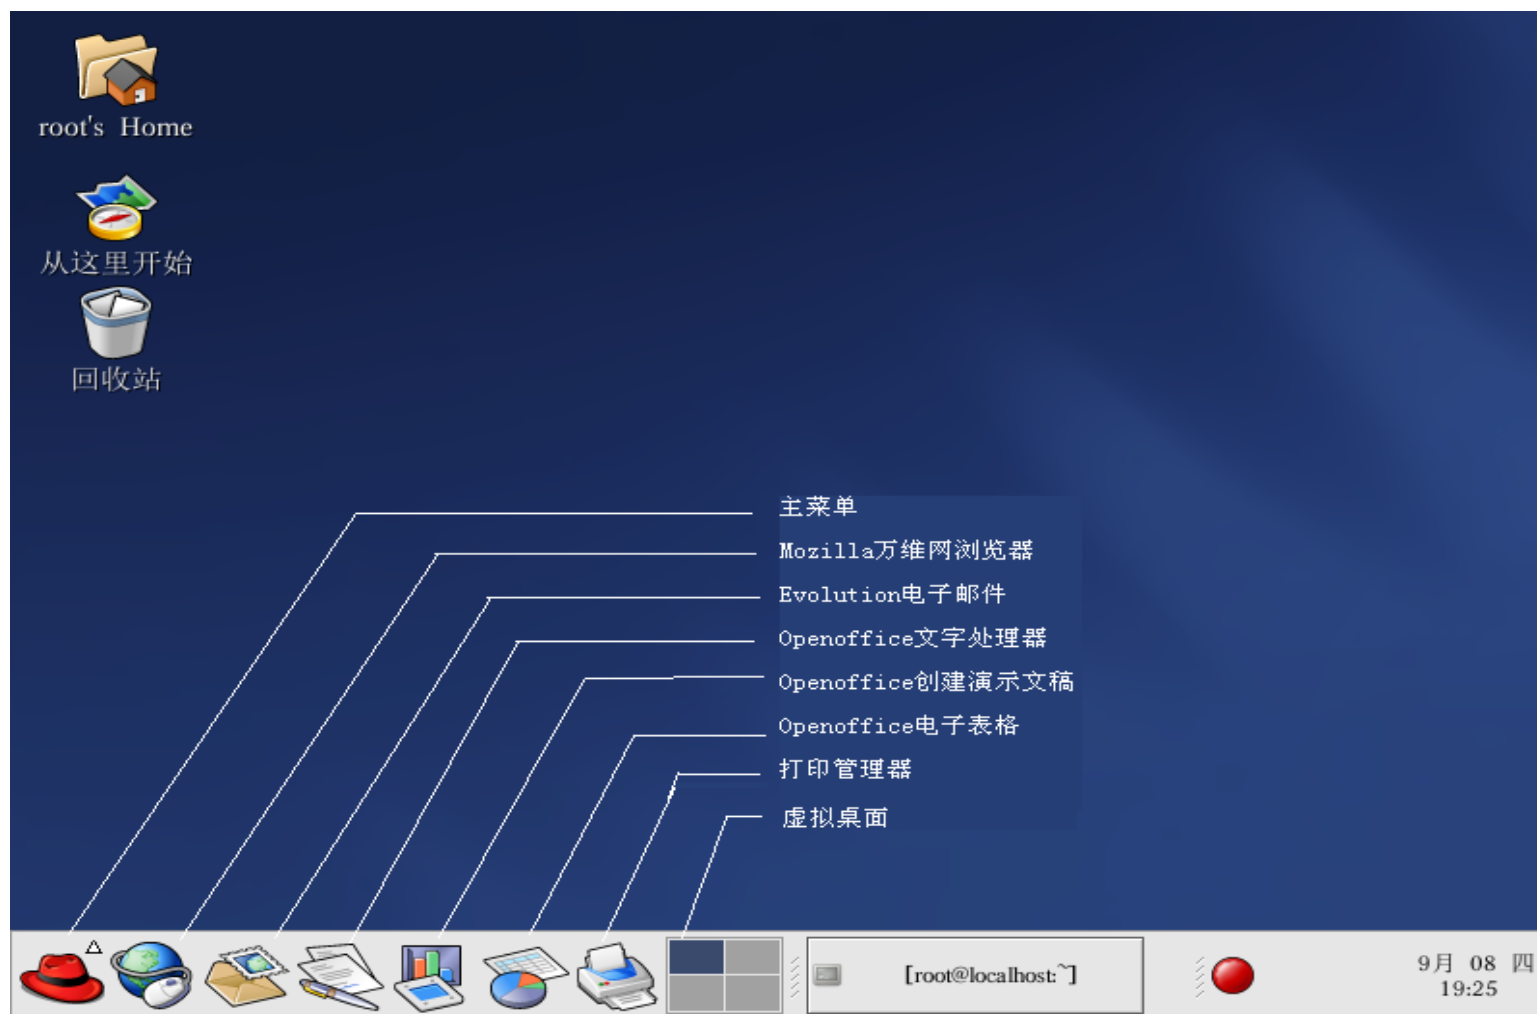 root's Home
从这里开始
回收站
主菜单
Mozilla万维网浏览器
Evolution电子邮件
Openoffice文字处理器
Openoffice创建演示文稿
Openoffice电子表格
打印管理器
虚拟桌面
[root@localhost:~]
9月 08 四
19:25